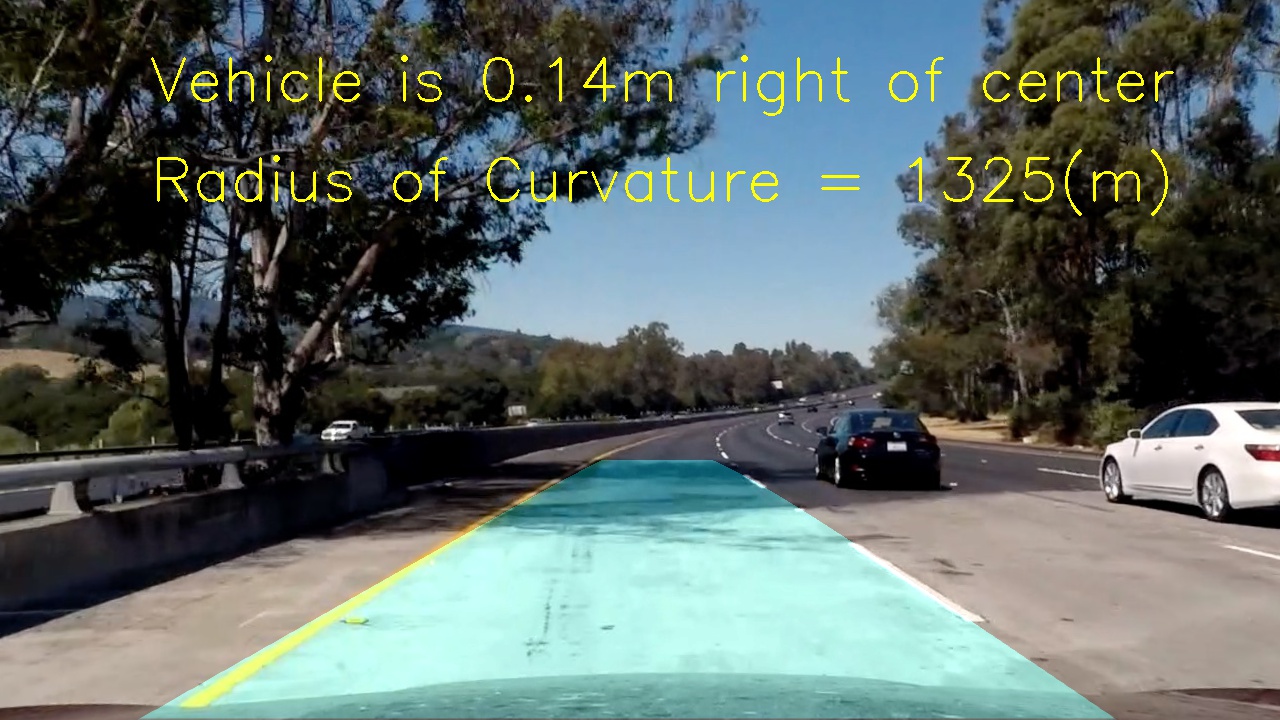 Vehicle is 0.14m right of center
Radius of Curvature = 1325(m)